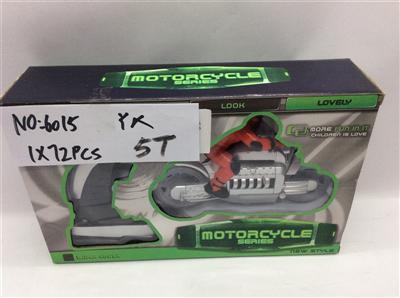 MOTORCYCLE
SERIES
LOOK
LOVELY
NO:6015 YX
1X72PCS 5T
MORE FUN IN IT
CHILDREN IS LOVE
MOTORCYCLE
SERIES
NEW STYLE